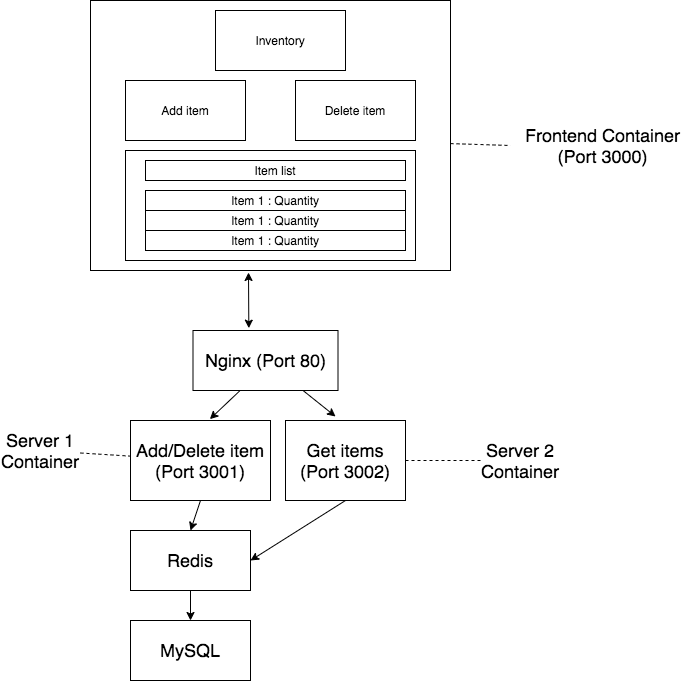 Inventory
Add item
Delete item
Frontend Container
(Port 3000)
Item list
Item 1 : Quantity
Item 1 : Quantity
Item 1 : Quantity
Nginx (Port 80)
Server 1
Container
Add/Delete item
(Port 3001)
Get items
(Port 3002)
Server 2
Container
Redis
MySQL